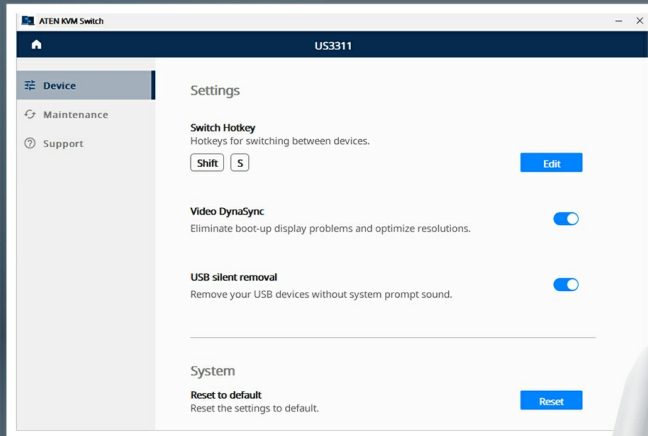 ATEN KVM Switch
US3311
Device
Maintenance
Support
Settings
Switch Hotkey
Hotkeys for switching between devices.
Shift S
Edit
Video DynaSync
Eliminate boot-up display problems and optimize resolutions.
USB silent removal
Remove your USB devices without system prompt sound.
System
Reset to default
Reset the settings to default.
Reset